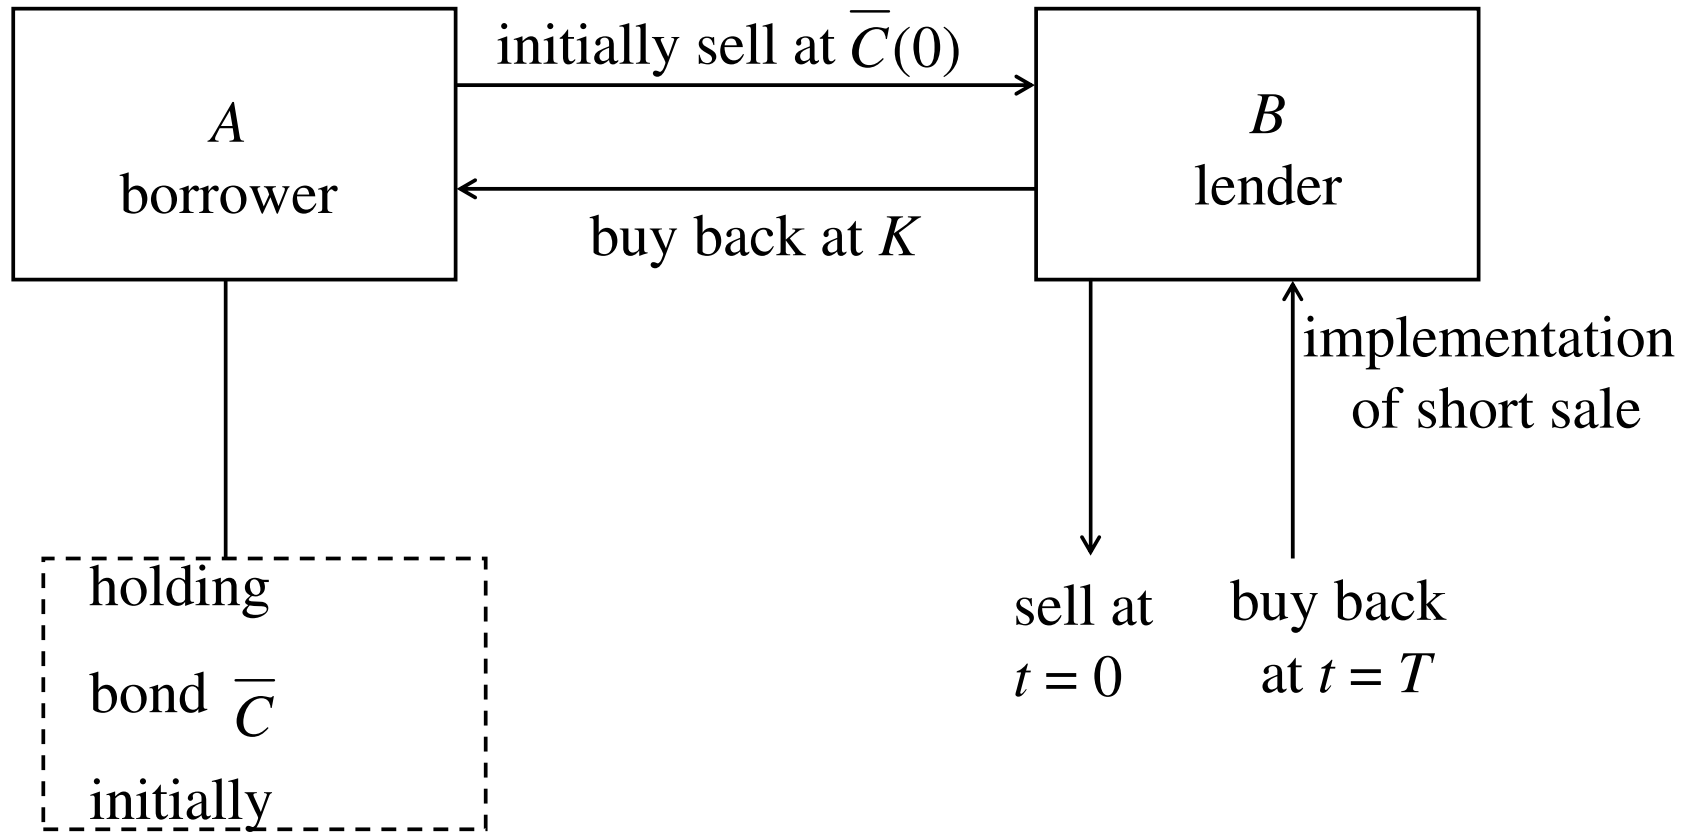 initially sell at C̅(0)
A
borrower
B
lender
buy back at K
implementation
of short sale
holding
bond C̅
initially
sell at
t = 0
buy back
at t = T